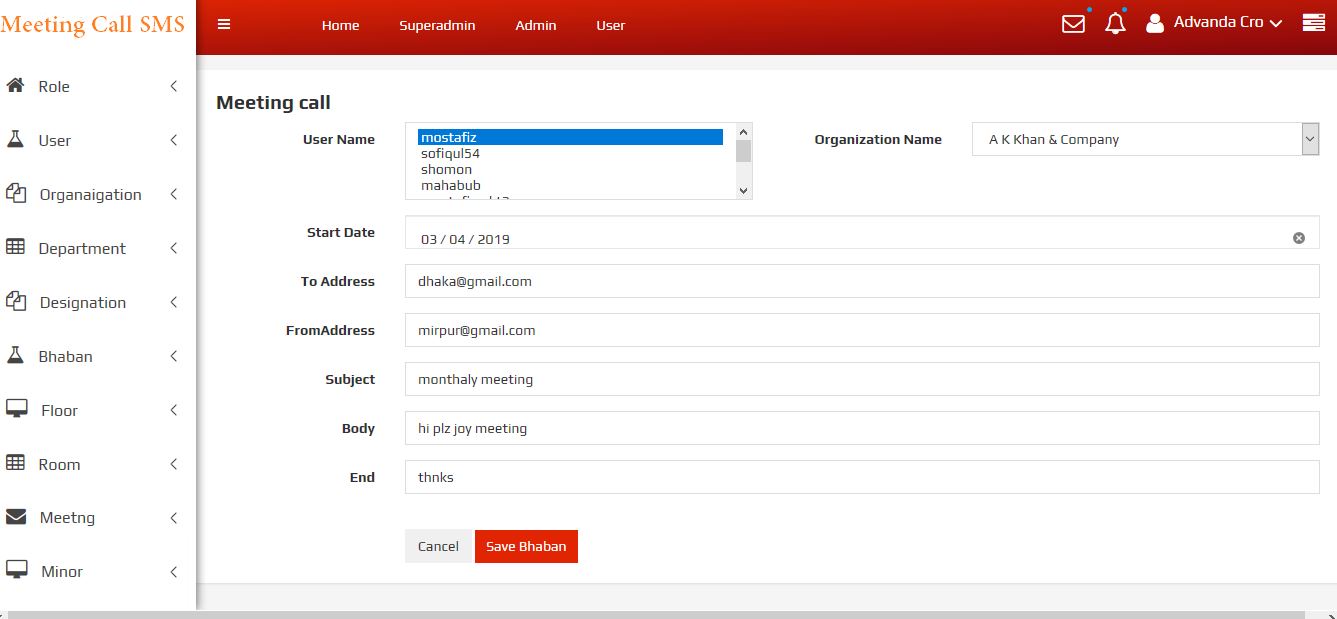 Meeting Call SMS
Home Superadmin Admin User Advanda Cro
Role
User
Organaigation
Department
Designation
Bhaban
Floor
Room
Meetng
Minor
Meeting call
User Name
mostafiz
sofiqul54
shomon
mahabub
Organization Name A K Khan & Company
Start Date 03 / 04 / 2019
To Address dhaka@gmail.com
FromAddress mirpur@gmail.com
Subject monthaly meeting
Body hi plz joy meeting
End thnks
Cancel Save Bhaban